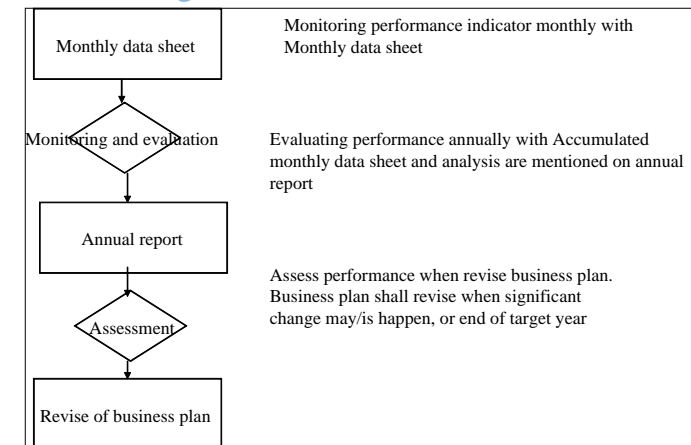 Monthly data sheet
Monitoring performance indicator monthly with
Monthly data sheet
Monitoring and evaluation
Evaluating performance annually with Accumulated
monthly data sheet and analysis are mentioned on annual
report
Annual report
Assess performance when revise business plan.
Business plan shall revise when significant
change may/is happen, or end of target year
Assessment
Revise of business plan